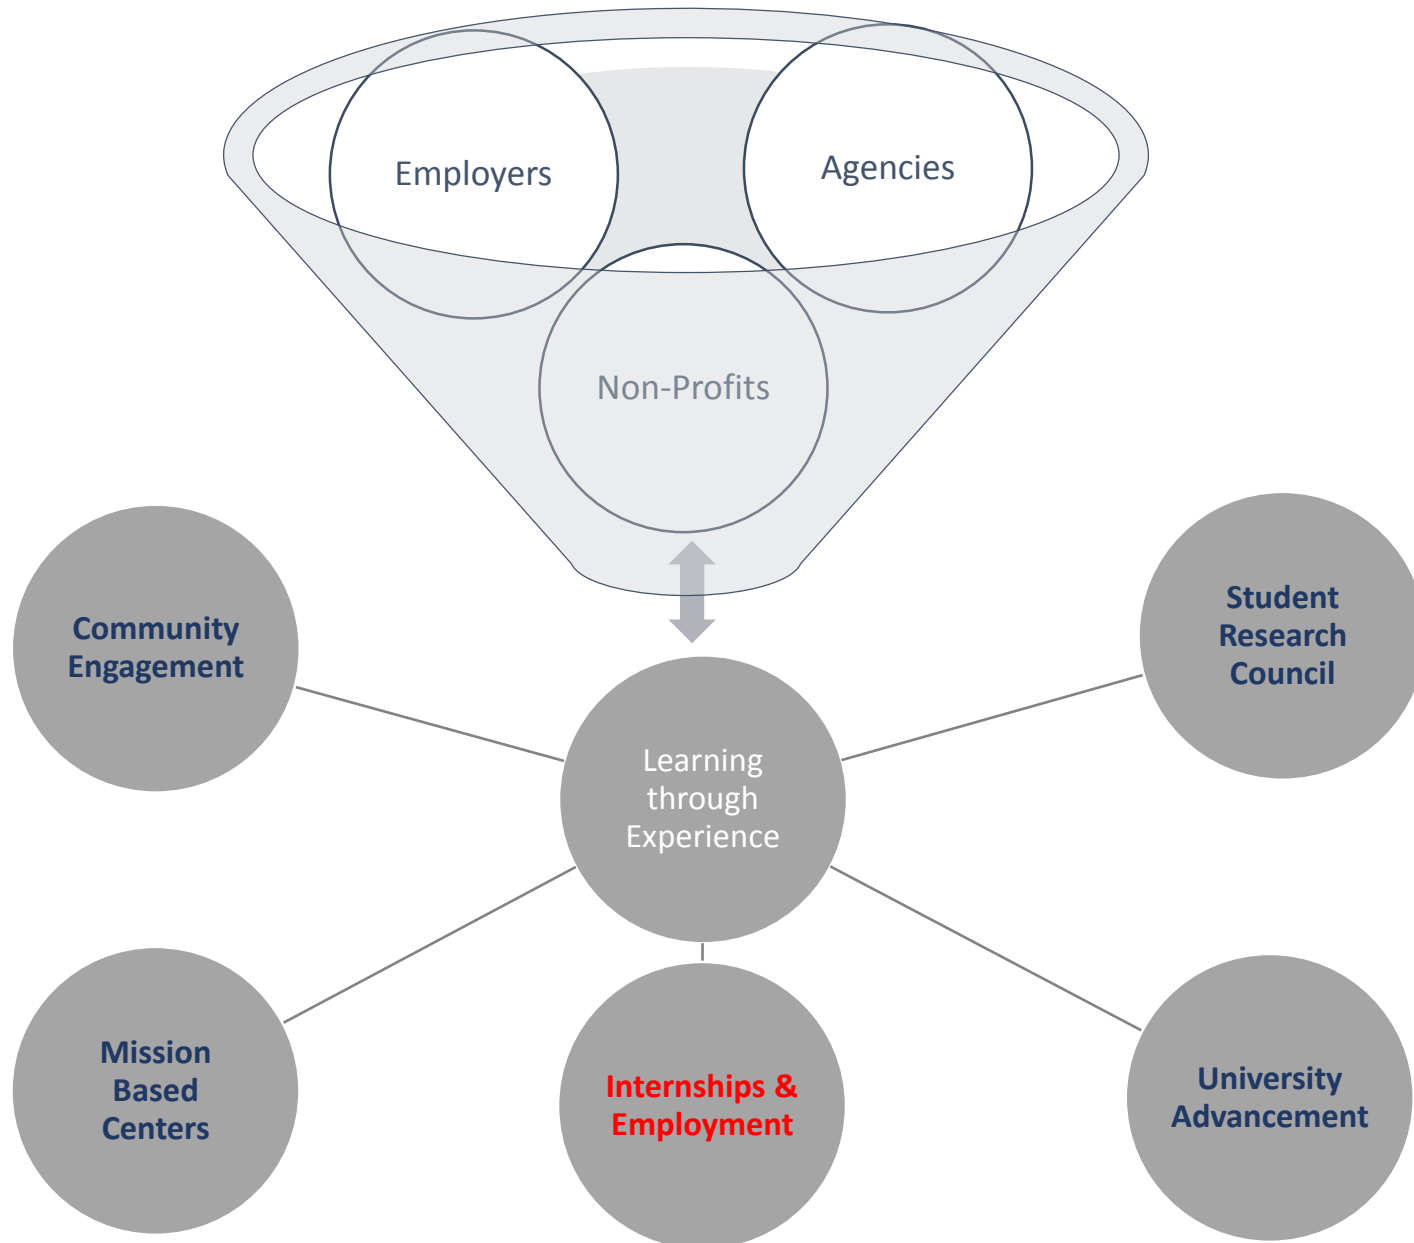 Employers
Agencies
Non-Profits
Community
Engagement
Student
Research
Council
Learning
through
Experience
Mission
Based
Centers
Internships &
Employment
University
Advancement